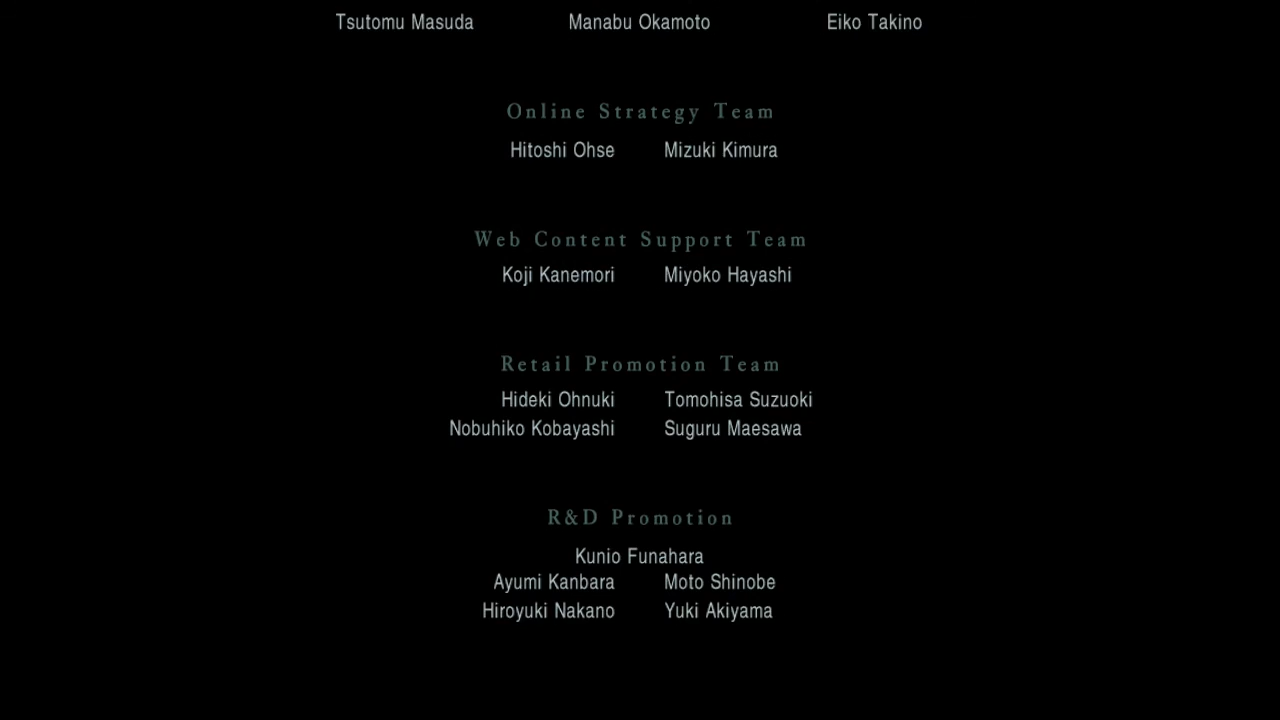 Tsutomu Masuda Manabu Okamoto Eiko Takino
Online Strategy Team
Hitoshi Ohse Mizuki Kimura
Web Content Support Team
Koji Kanemori Miyoko Hayashi
Retail Promotion Team
Hideki Ohnuki Tomohisa Suzuoki
Nobuhiko Kobayashi Suguru Maesawa
R&D Promotion
Kunio Funahara
Ayumi Kanbara Moto Shinobe
Hiroyuki Nakano Yuki Akiyama